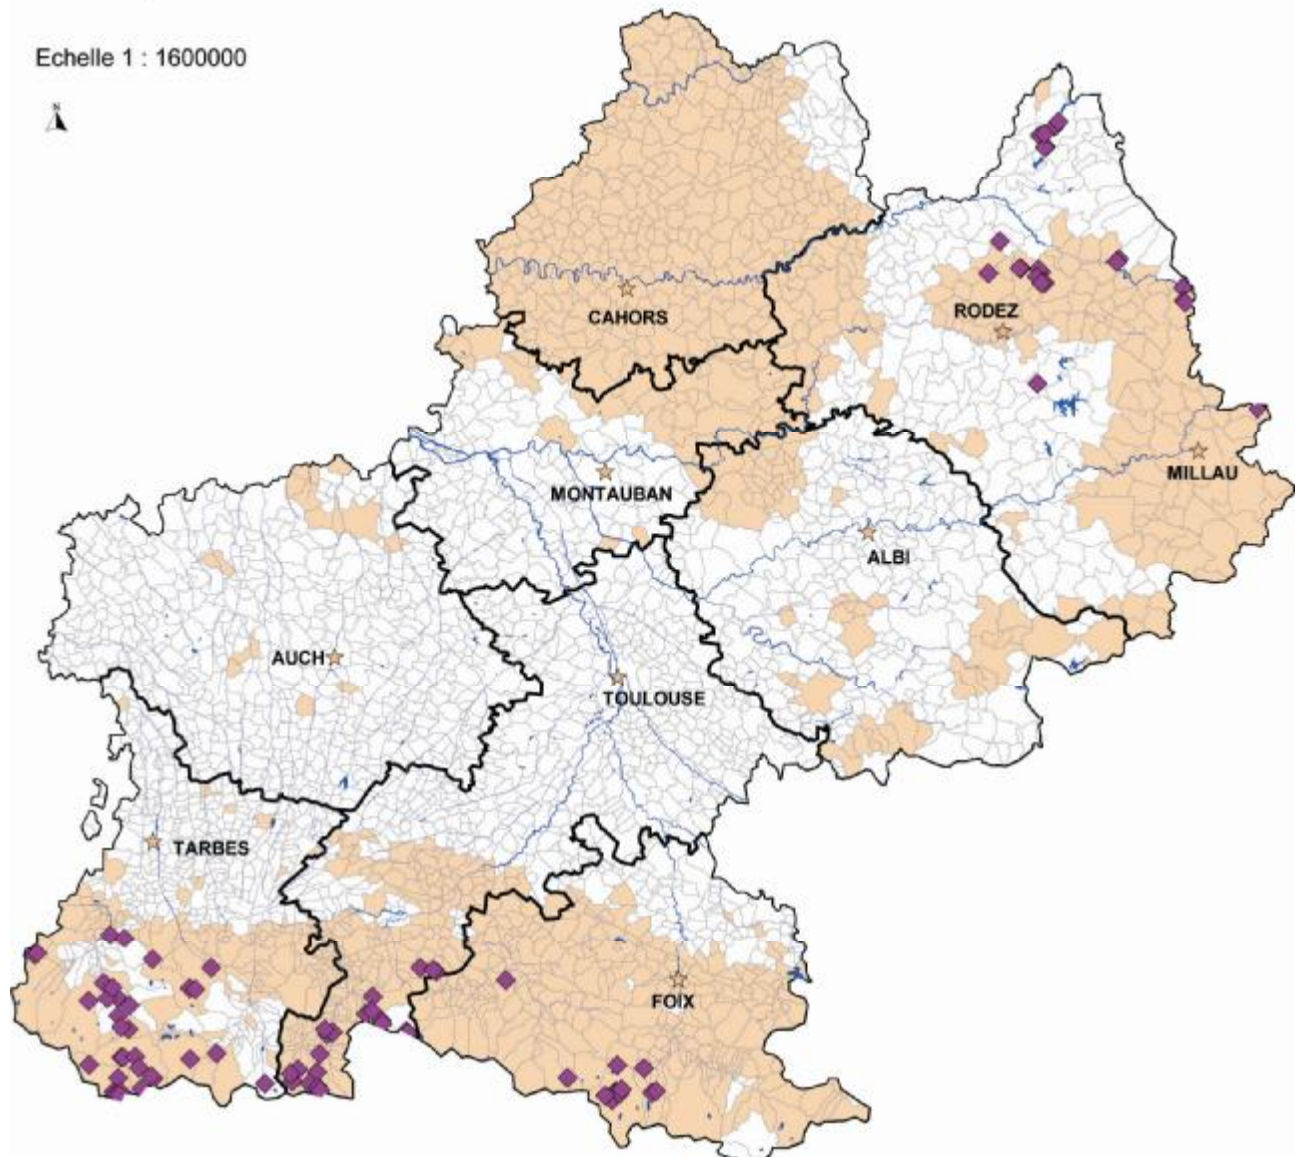 Echelle 1 : 1600000
N
CAHORS
RODEZ
MILLAU
MONTAUBAN
ALBI
AUCH
TOULOUSE
TARBES
FOIX